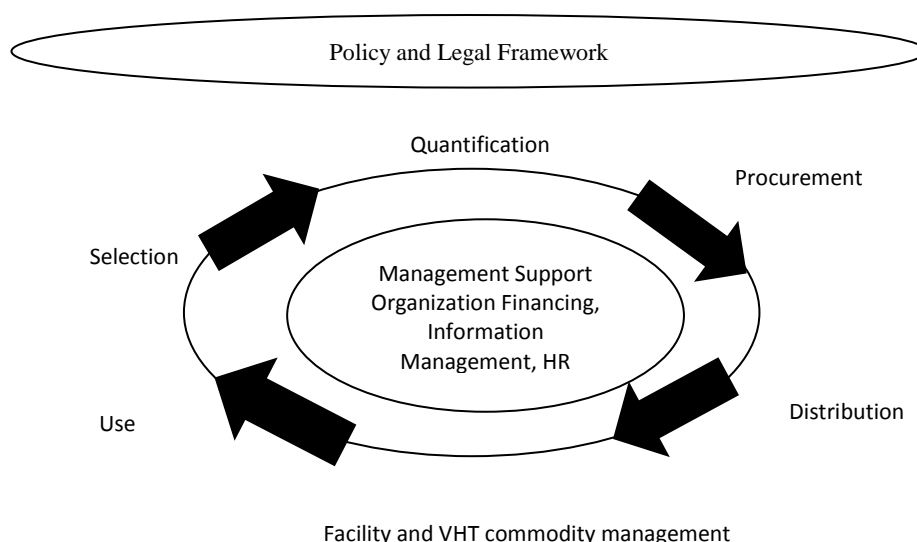 Policy and Legal Framework
Quantification
Procurement
Selection
Management Support
Organization Financing,
Information
Management, HR
Use
Distribution
Facility and VHT commodity management